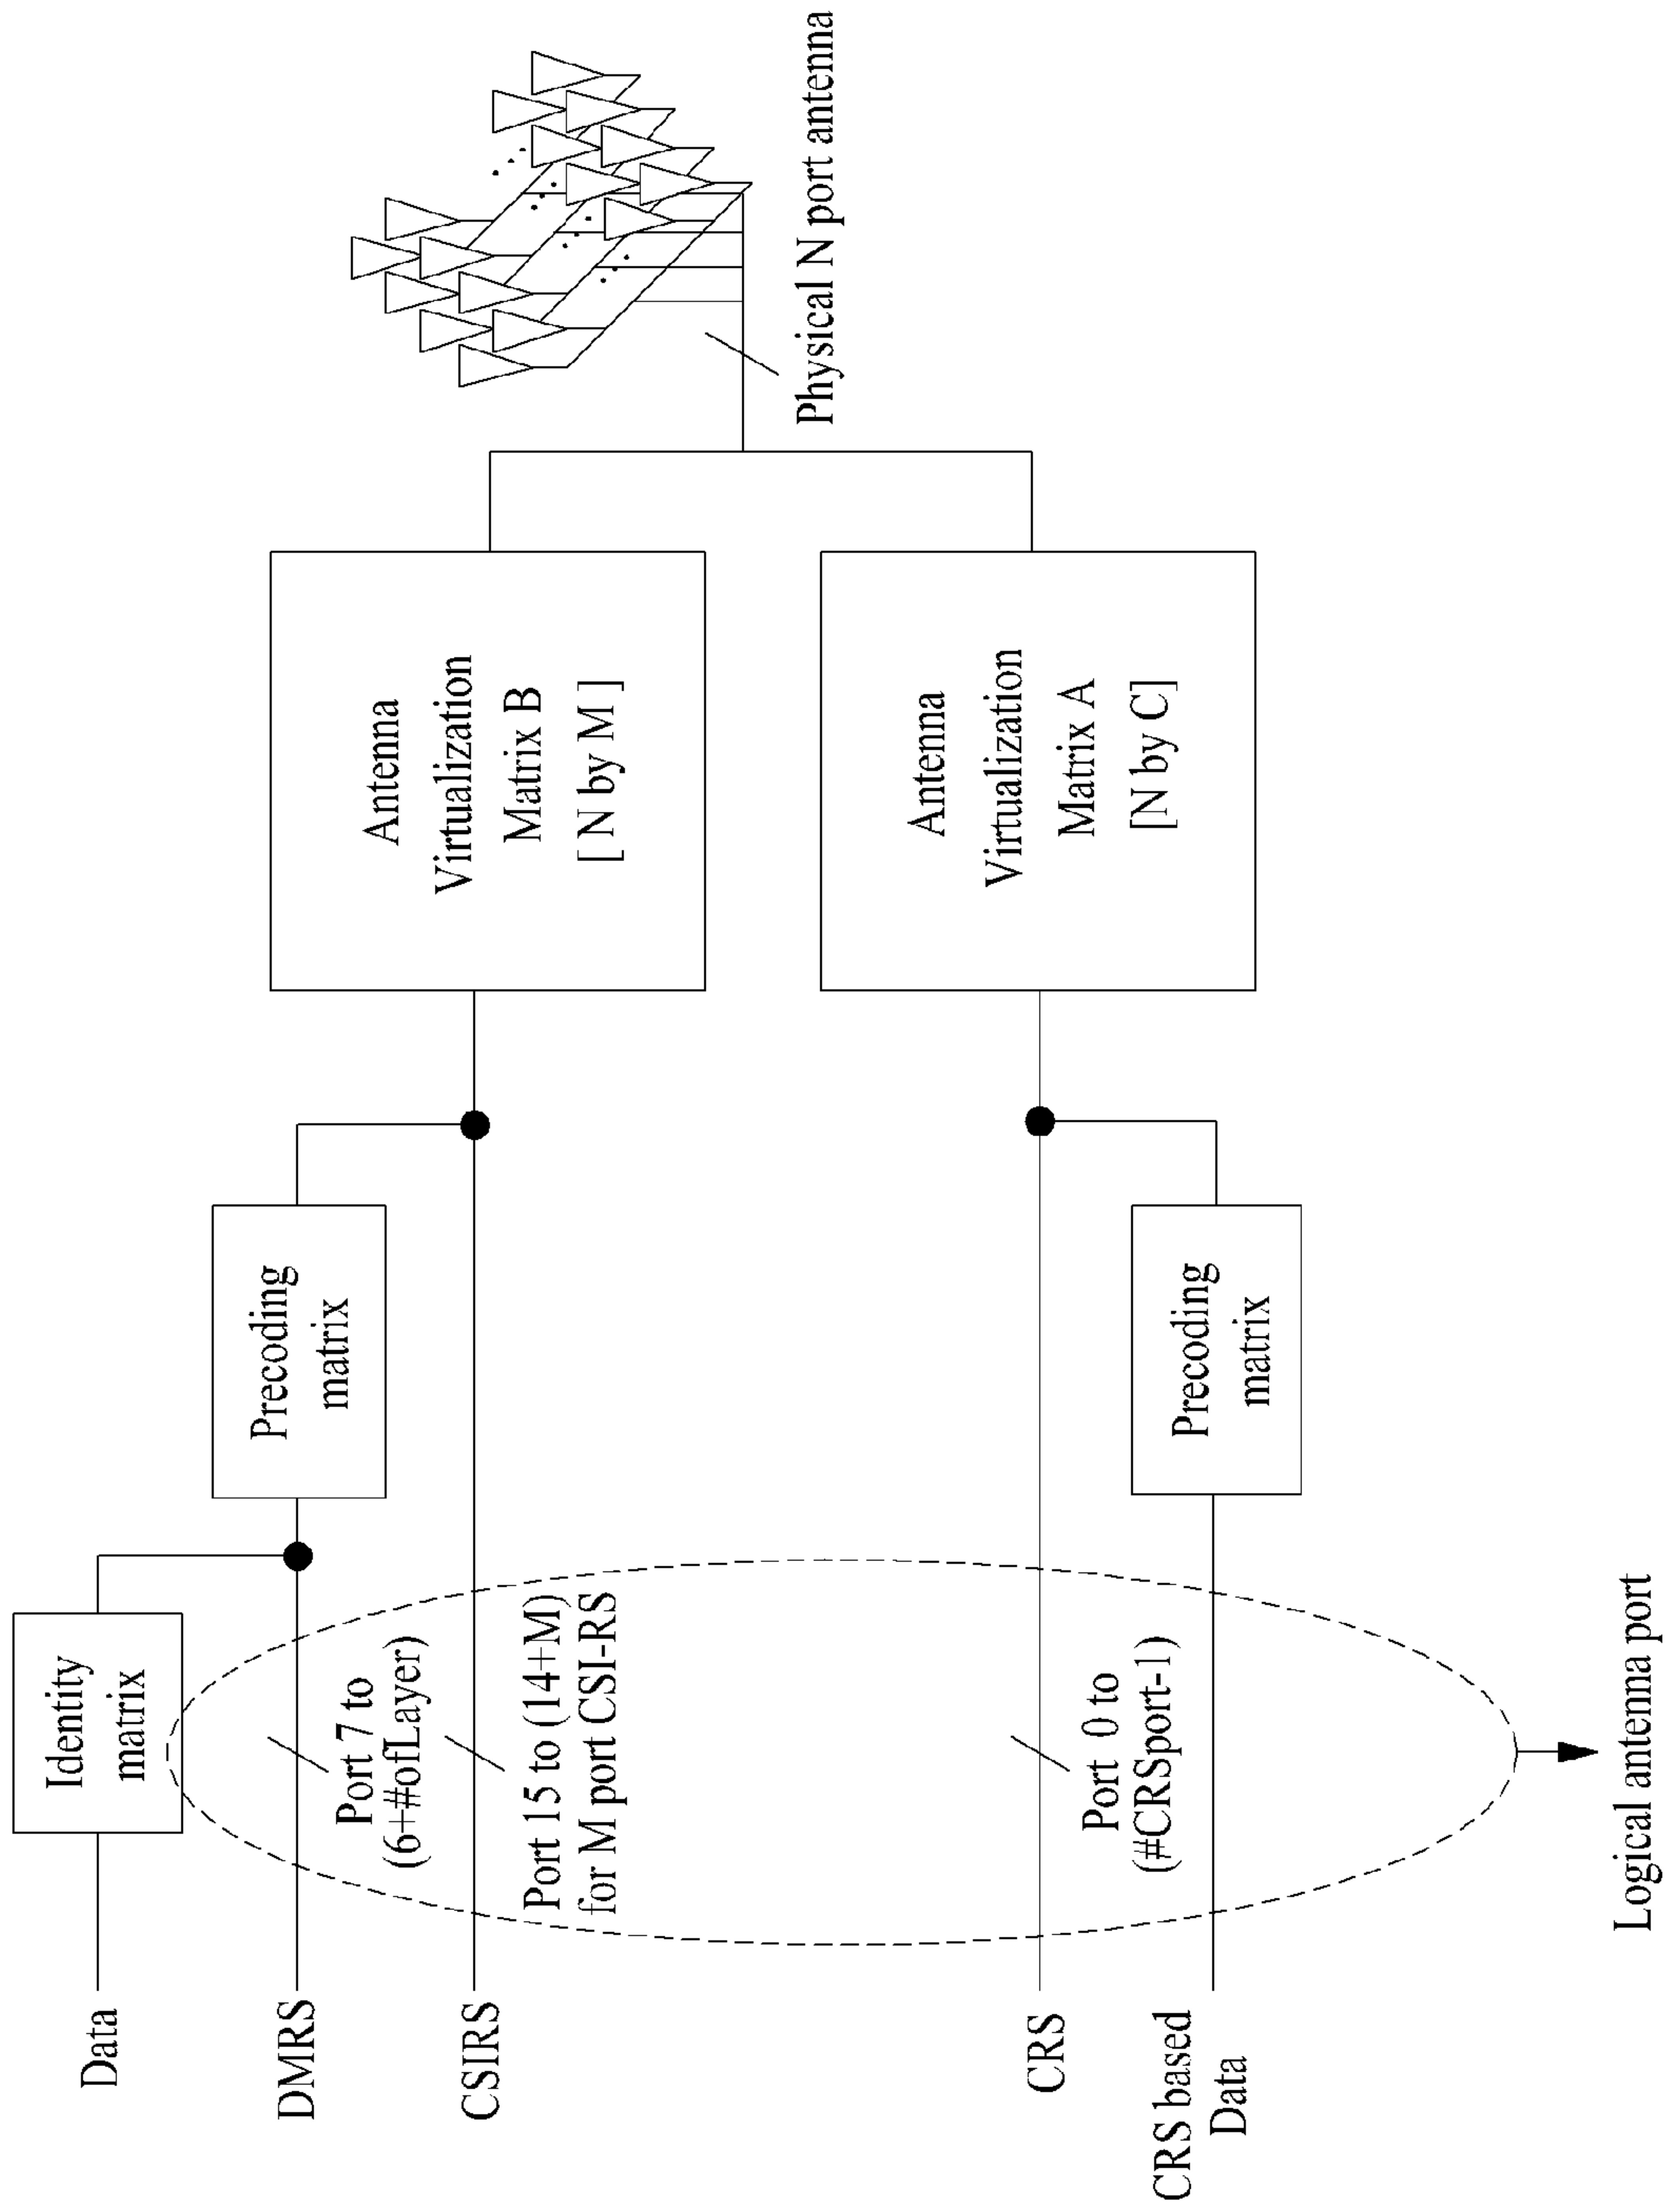 Data
Identity
matrix
DMRS
Port 7 to
(6+#ofLayer)
Precoding
matrix
CSIRS
Port 15 to (14+M)
for M port CSI-RS
Antenna
Virtualization
Matrix B
[ N by M ]
Physical N port antenna
CRS
Port 0 to
(#CRSport-1)
Antenna
Virtualization
Matrix A
[N by C]
CRS based
Data
Precoding
matrix
Logical antenna port